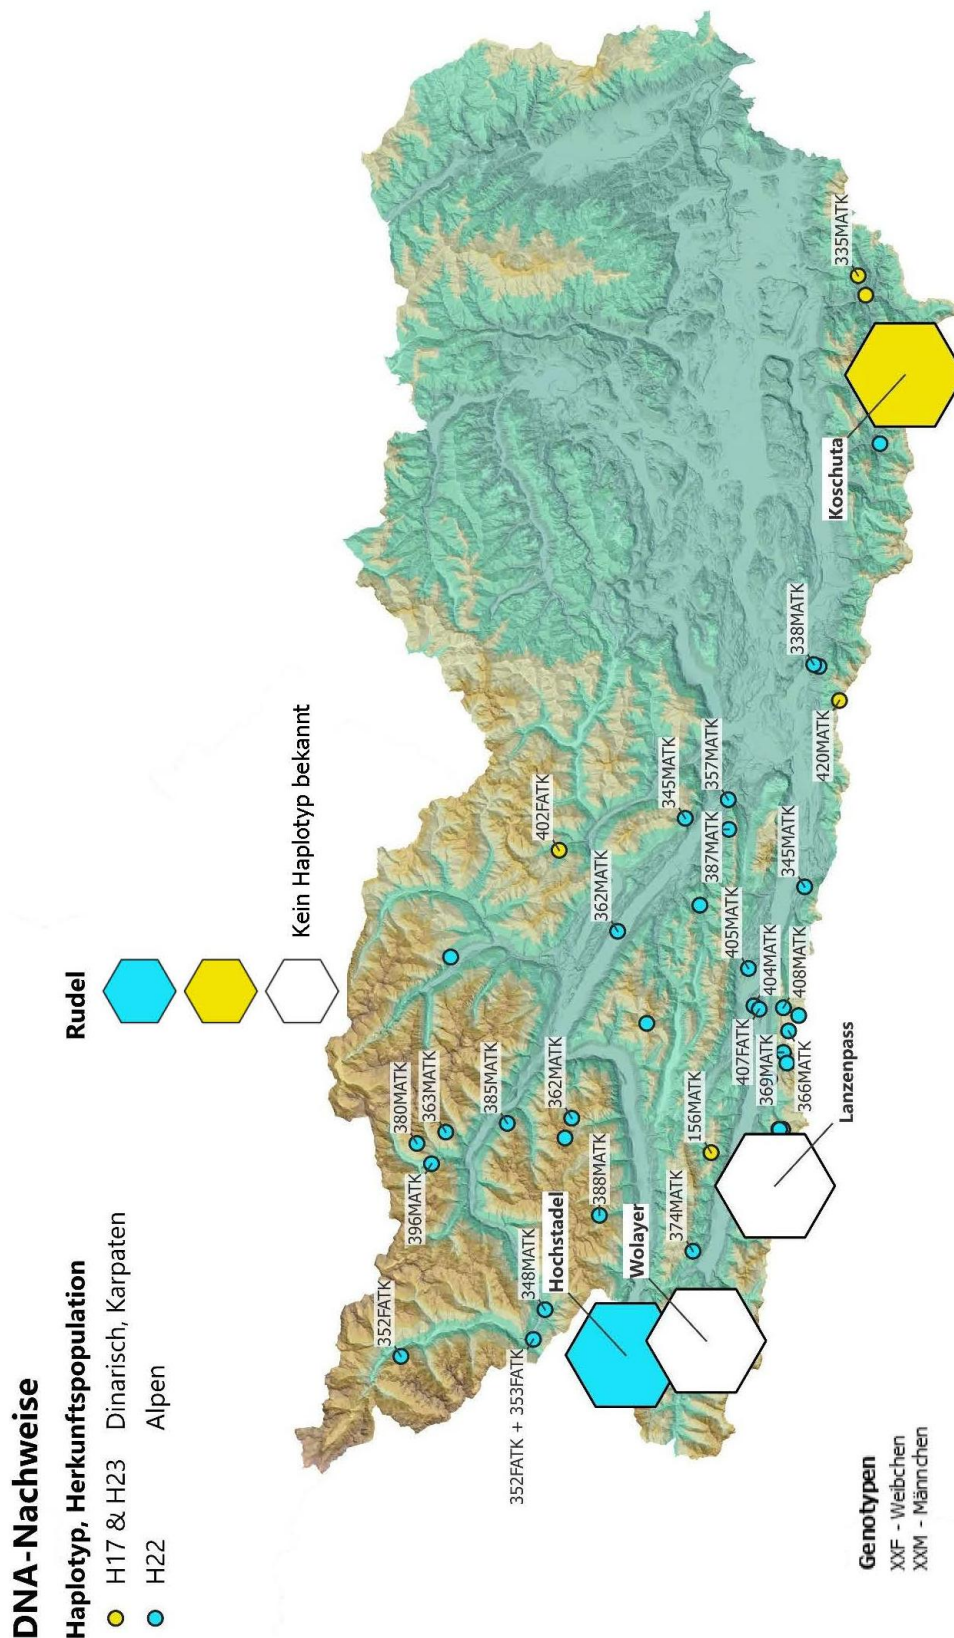 DNA-Nachweise
Haplotyp, Herkunftspopulation
H17 & H23 Dinarisch, Karpaten
H22 Alpen
Rudel
Kein Haplotyp bekannt
352FATK
396MATK
380MATK
363MATK
352FATK + 353FATK
348MATK
385MATK
362MATK
388MATK
402FATK
362MATK
Hochstadel
Wolayer
374MATK
156MATK
345MATK
387MATK
357MATK
405MATK
407FATK
404MATK
369MATK
408MATK
366MATK
345MATK
Lanzenpass
420MATK
338MATK
Koschuta
335MATK
Genotypen
XXF - Weibchen
XXM - Männchen